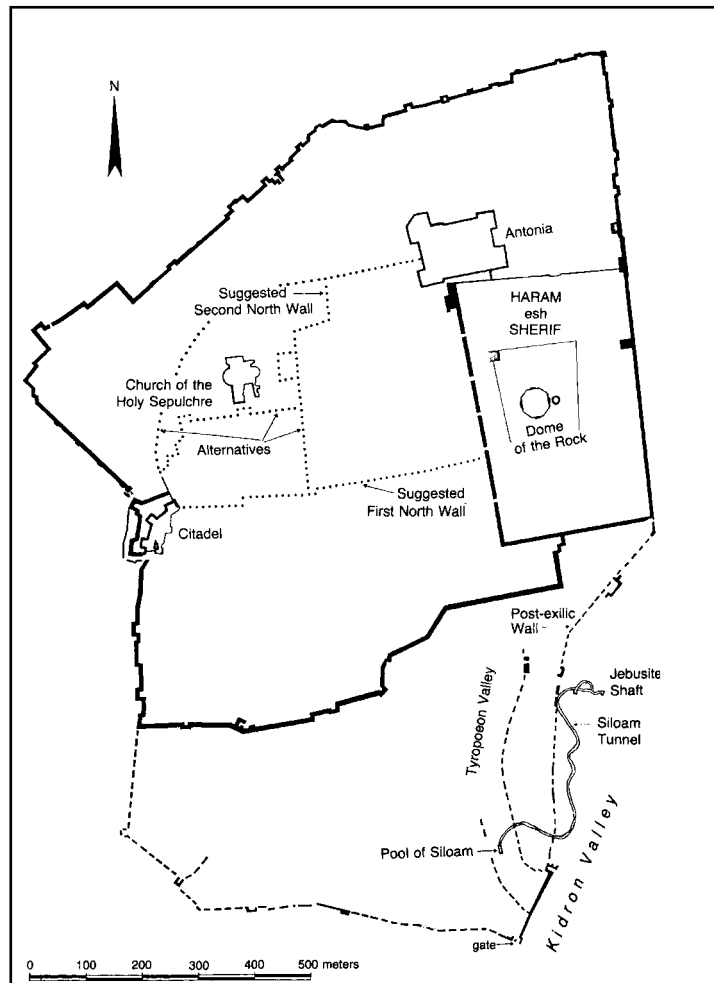 N
Antonia
Suggested
Second North Wall
HARAM
esh
SHERIF
Church of the
Holy Sepulchre
Alternatives
Dome
of the Rock
Suggested
First North Wall
Citadel
Post-exilic
Wall
Jebusite
Shaft
Tyropoeon Valley
Siloam
Tunnel
Pool of Siloam
Kidron Valley
gate
0 100 200 300 400 500 meters